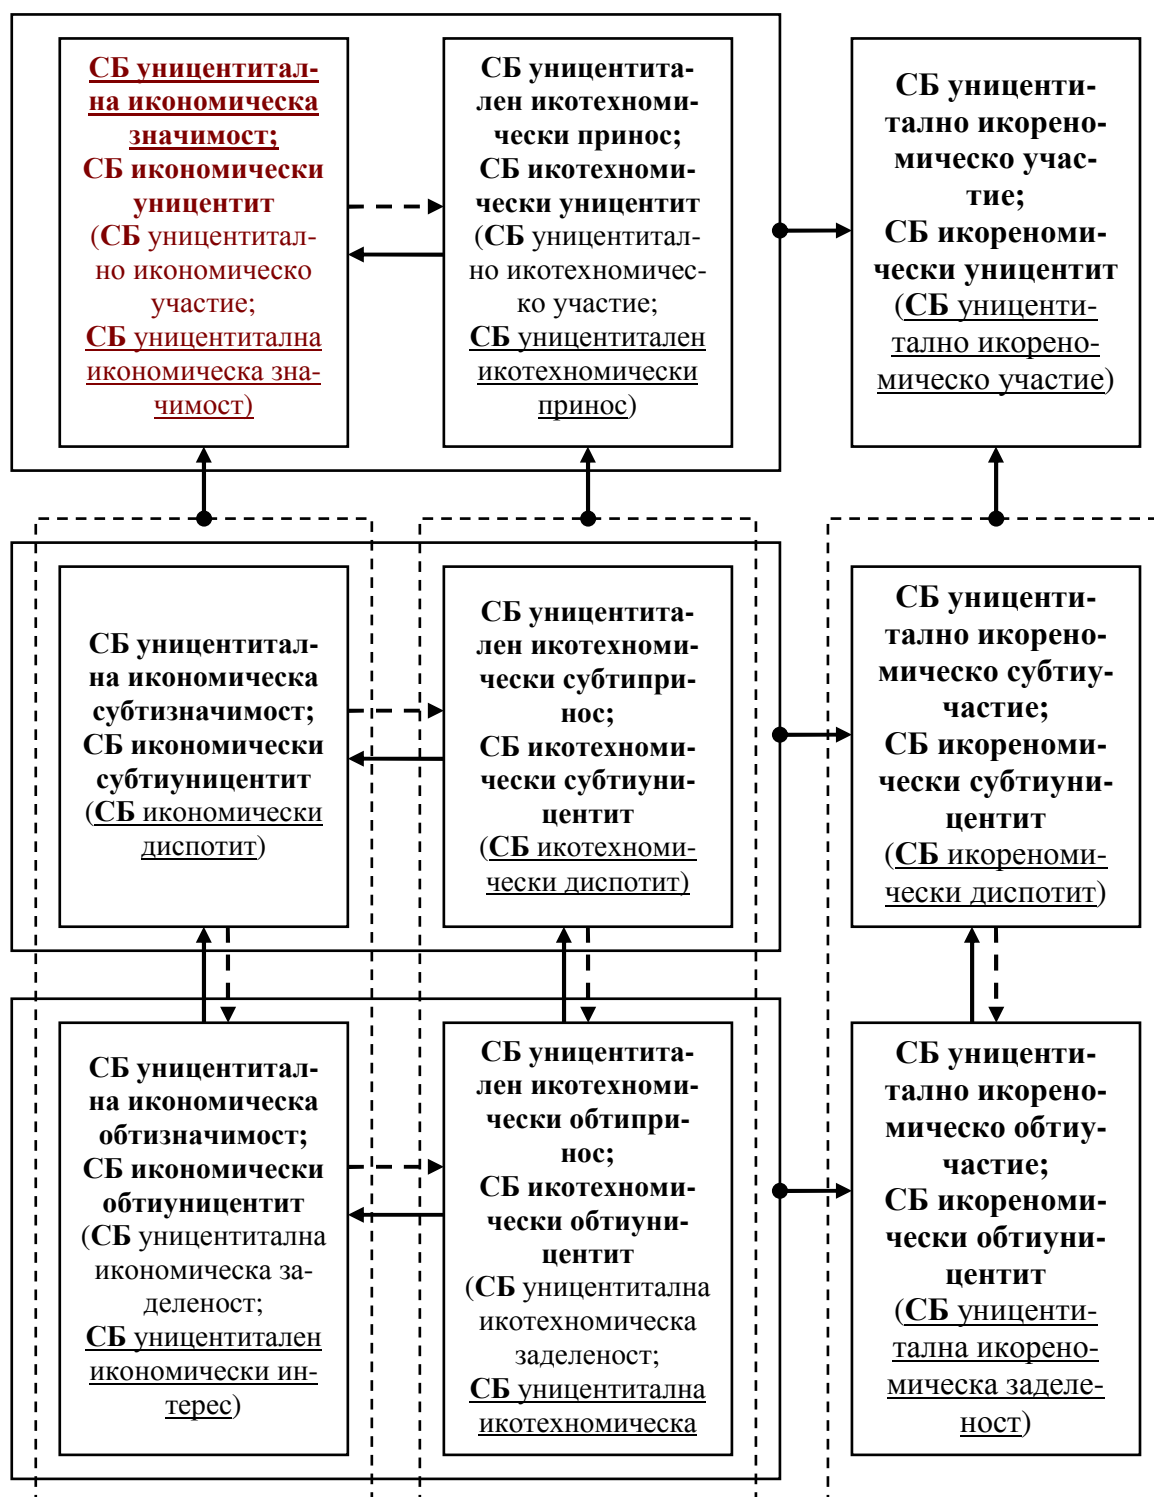 СБ уницентитал-
на икономическа
значимост;
СБ икономически
уницентит
(СБ уницентитал-
но икономическо
участие;
СБ уницентитална
икономическа зна-
чимост)
СБ уницентита-
лен икотехноми-
чески принос;
СБ икотехноми-
чески уницентит
(СБ уницентитал-
но икотехномичес-
ко участие;
СБ уницентитален
икотехномически
принос)
СБ униценти-
тално икорено-
мическо учас-
тие;
СБ икореноми-
чески уницентит
(СБ униценти-
тално икорено-
мическо участие)
СБ уницентитал-
на икономическа
субтизначимост;
СБ икономически
субтиуницентит
(СБ икономически
диспотит)
СБ уницентита-
лен икотехноми-
чески субтипри-
нос;
СБ икотехноми-
чески субтиуни-
центит
(СБ икотехноми-
чески диспотит)
СБ униценти-
тално икорено-
мическо субтиу-
частие;
СБ икореноми-
чески субтиуни-
центит
(СБ икореноми-
чески диспотит)
СБ уницентитал-
на икономическа
обтизначимост;
СБ икономически
обтиуницентит
(СБ уницентитална
икономическа за-
деленост;
СБ уницентитален
икономически ин-
терес)
СБ уницентита-
лен икотехноми-
чески обтипри-
нос;
СБ икотехноми-
чески обтиуни-
центит
(СБ уницентитална
икотехномическа
заделеност;
СБ уницентитална
икотехномическа
СБ униценти-
тално икорено-
мическо обтиу-
частие;
СБ икореноми-
чески обтиуни-
центит
(СБ униценти-
тална икорено-
мическа заделе-
ност)